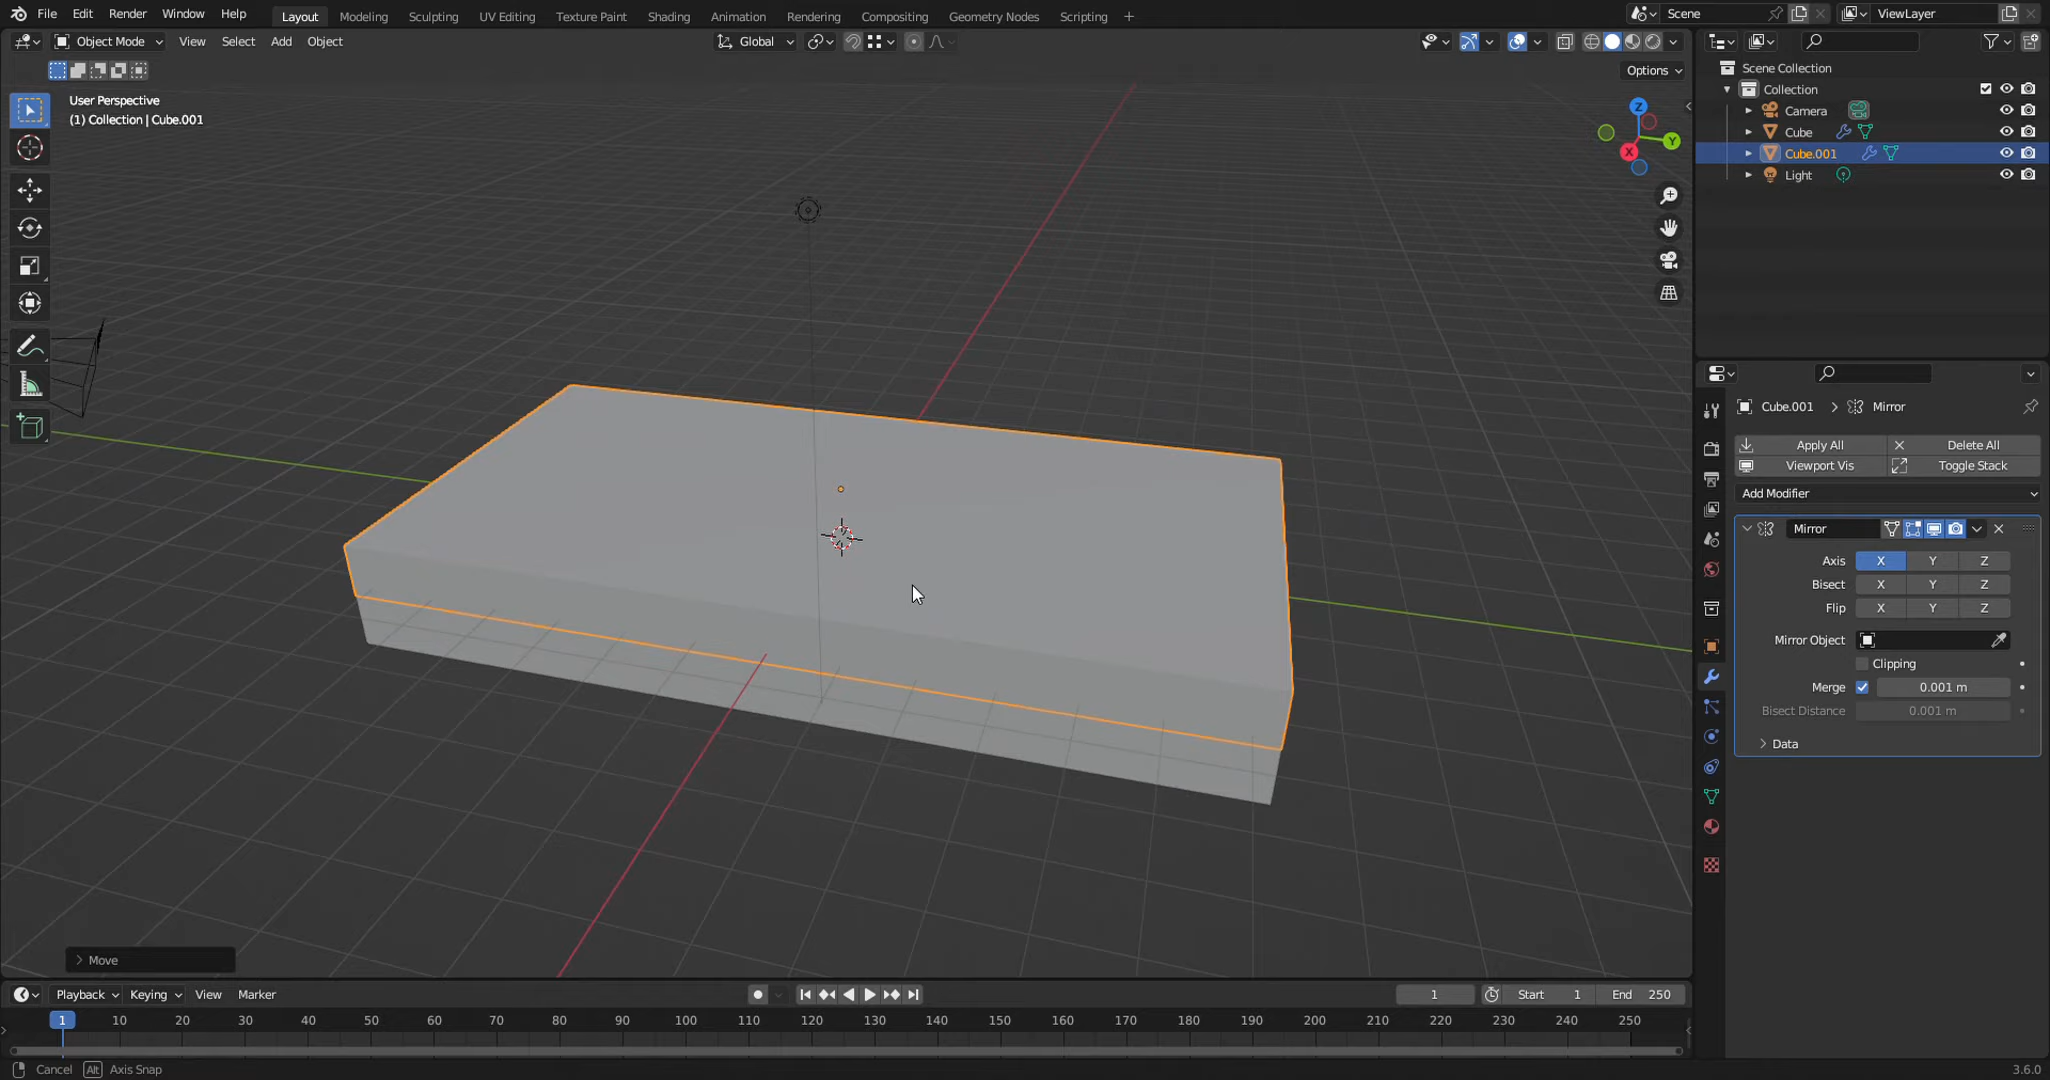 File Edit Render Window Help Layout Modeling Sculpting UV Editing Texture Paint Shading Animation Rendering Compositing Geometry Nodes Scripting + Scene ViewLayer
Object Mode View Select Add Object Global
Options
User Perspective
(1) Collection | Cube.001
Z
Y
X
Scene Collection
Collection
Camera
Cube
Cube.001
Light
Cube.001 > Mirror
Apply All Delete All
Viewport Vis Toggle Stack
Add Modifier
Mirror
Axis X Y Z
Bisect X Y Z
Flip X Y Z
Mirror Object
Clipping
Merge 0.001 m
Bisect Distance 0.001 m
> Data
> Move
Playback Keying View Marker 1 Start 1 End 250
1 10 20 30 40 50 60 70 80 90 100 110 120 130 140 150 160 170 180 190 200 210 220 230 240 250
Cancel Alt Axis Snap 3.6.0